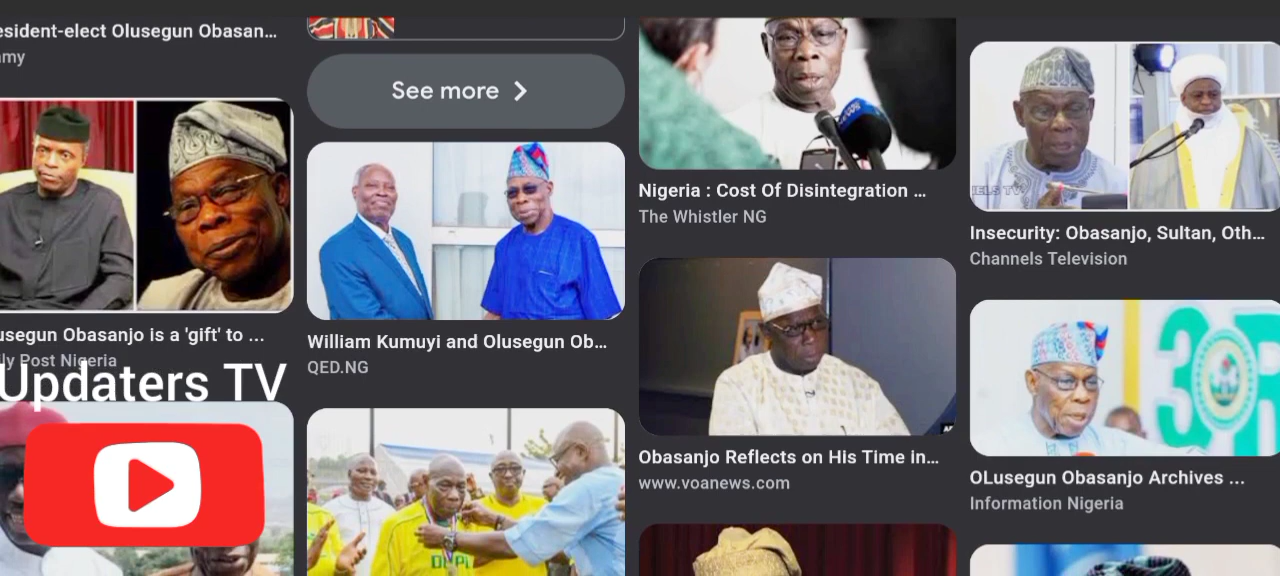 esident-elect Olusegun Obasan...
my
usegun Obasanjo is a 'gift' to ...
ly Post Nigeria
Updaters TV
See more
William Kumuyi and Olusegun Ob...
QED.NG
Nigeria : Cost Of Disintegration ...
The Whistler NG
Obasanjo Reflects on His Time in...
www.voanews.com
Insecurity: Obasanjo, Sultan, Oth...
Channels Television
3R
OLusegun Obasanjo Archives ...
Information Nigeria